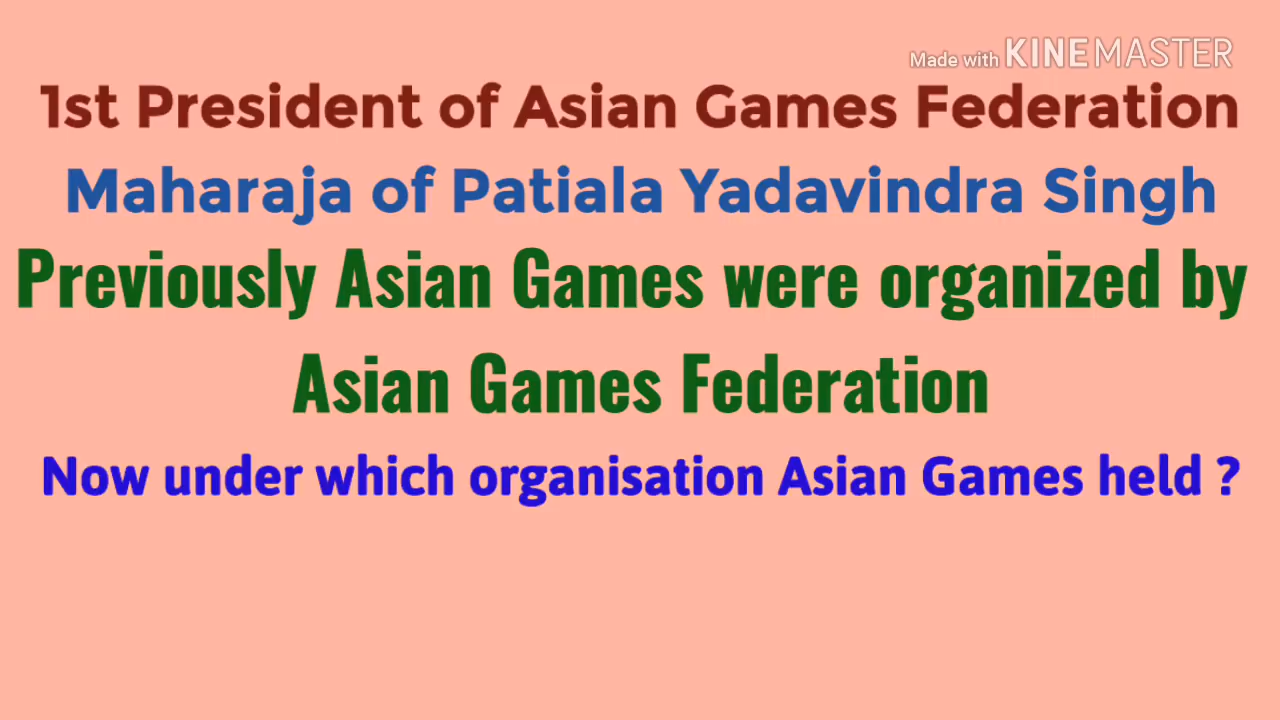 Made with KINEMASTER
1st President of Asian Games Federation
Maharaja of Patiala Yadavindra Singh
Previously Asian Games were organized by
Asian Games Federation
Now under which organisation Asian Games held ?